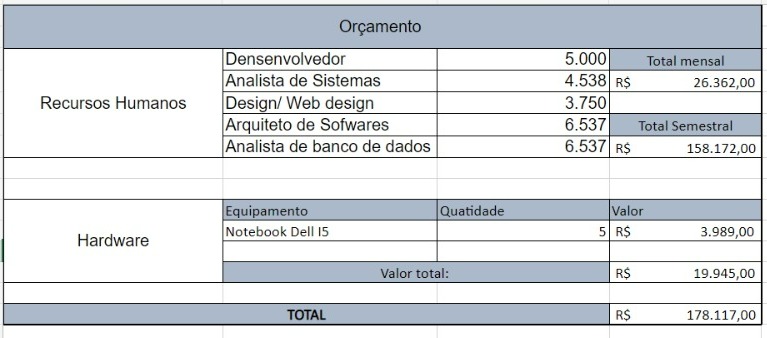 Orçamento
Recursos Humanos
Densenvolvedor 5.000 Total mensal
Analista de Sistemas 4.538 R$ 26.362,00
Design/ Web design 3.750
Arquiteto de Sofwares 6.537 Total Semestral
Analista de banco de dados 6.537 R$ 158.172,00
Hardware
Equipamento Quatidade Valor
Notebook Dell I5 5 R$ 3.989,00
Valor total: R$ 19.945,00
TOTAL R$ 178.117,00